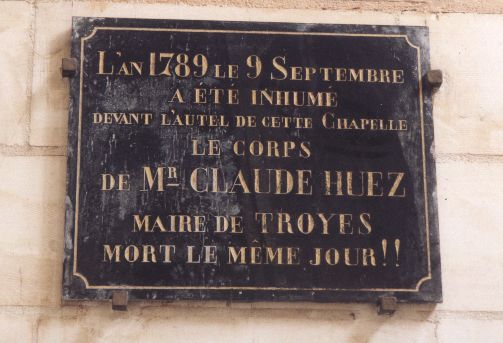 L'AN 1789 LE 9 SEPTEMBRE
A ÉTÉ INHUMÉ
DEVANT L'AUTEL DE CETTE CHAPELLE
LE CORPS
DE MR CLAUDE HUEZ
MAIRE DE TROYES
MORT LE MÊME JOUR!!